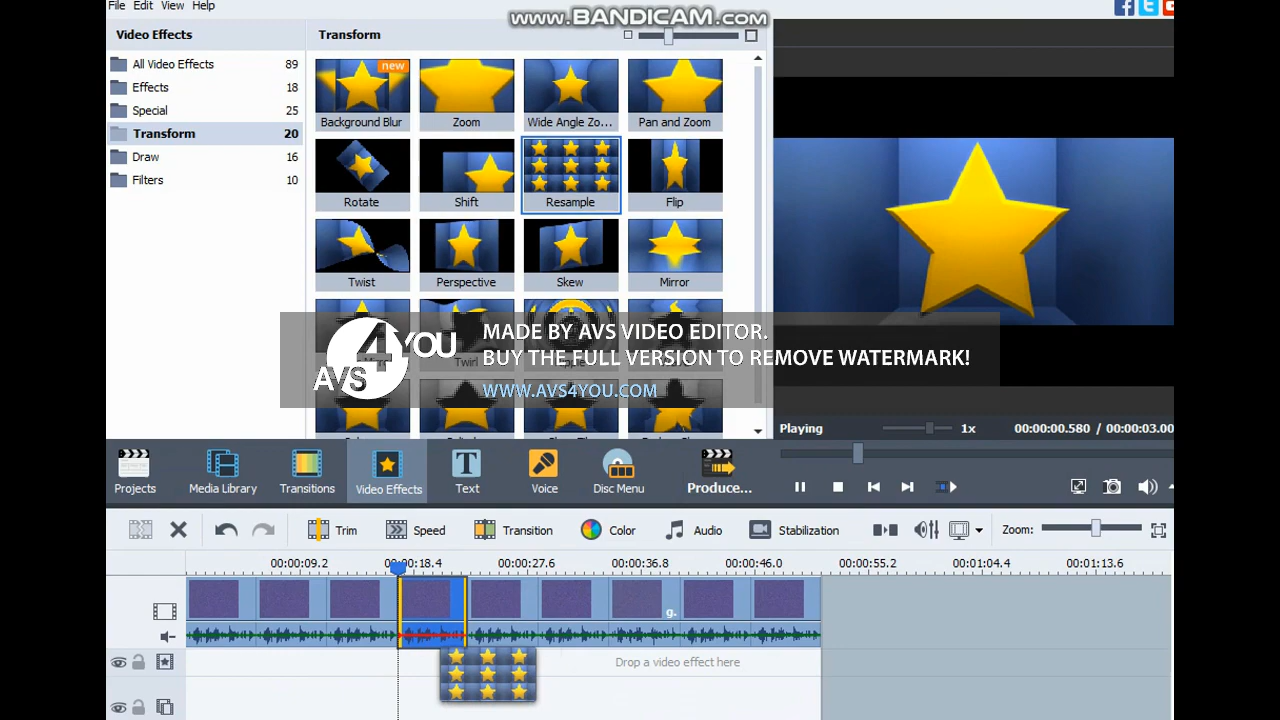 File Edit View Help
www.BANDICAM.com
Video Effects
Transform
All Video Effects 89
Effects 18
Special 25
Transform 20
Draw 16
Filters 10
new
Background Blur
Zoom
Wide Angle Zo...
Pan and Zoom
Rotate
Shift
Resample
Flip
Twist
Perspective
Skew
Mirror
Twirl
AVS4YOU
MADE BY AVS VIDEO EDITOR.
BUY THE FULL VERSION TO REMOVE WATERMARK!
WWW.AVS4YOU.COM
Playing
1x
00:00:00.580 / 00:00:03.00
Projects
Media Library
Transitions
Video Effects
Text
Voice
Disc Menu
Produce...
Trim
Speed
Transition
Color
Audio
Stabilization
Zoom:
00:00:09.2 00:00:18.4 00:00:27.6 00:00:36.8 00:00:46.0 00:00:55.2 00:01:04.4 00:01:13.6
g.
Drop a video effect here